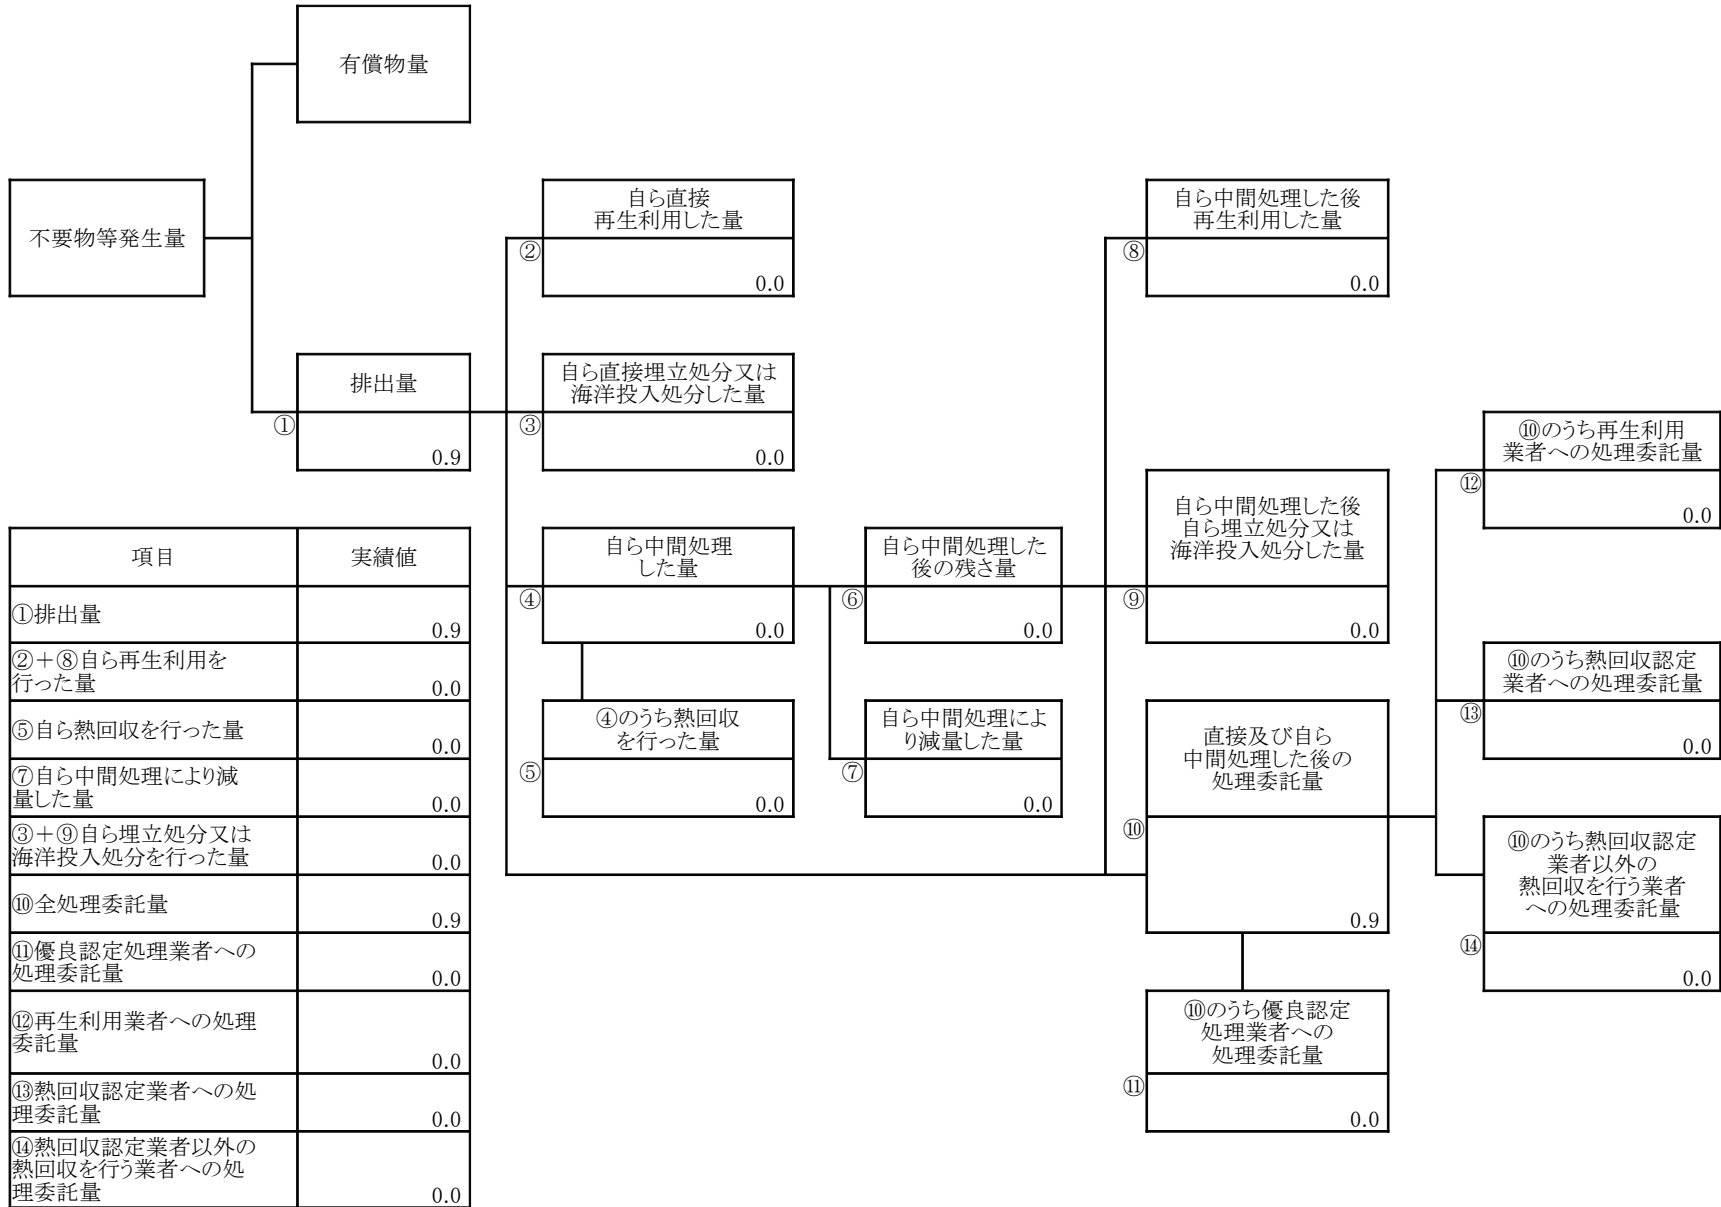 有償物量
不要物等発生量
自ら直接
再生利用した量
②
0.0
自ら中間処理した後
再生利用した量
⑧
0.0
排出量
①
0.9
自ら直接埋立処分又は
海洋投入処分した量
③
0.0
⑩のうち再生利用
業者への処理委託量
⑫
0.0
自ら中間処理した後
自ら埋立処分又は
海洋投入処分した量
⑨
0.0
自ら中間処理
した量
④
0.0
自ら中間処理した
後の残さ量
⑥
0.0
⑩のうち熱回収認定
業者への処理委託量
⑬
0.0
④のうち熱回収
を行った量
⑤
0.0
自ら中間処理によ
り減量した量
⑦
0.0
直接及び自ら
中間処理した後の
処理委託量
⑩
0.9
⑩のうち熱回収認定
業者以外の
熱回収を行う業者
への処理委託量
⑭
0.0
⑩のうち優良認定
処理業者への
処理委託量
⑪
0.0
項目
実績値
①排出量
0.9
②＋⑧自ら再生利用を
行った量
0.0
⑤自ら熱回収を行った量
0.0
⑦自ら中間処理により減
量した量
0.0
③＋⑨自ら埋立処分又は
海洋投入処分を行った量
0.0
⑩全処理委託量
0.9
⑪優良認定処理業者への
処理委託量
0.0
⑫再生利用業者への処理
委託量
0.0
⑬熱回収認定業者への処
理委託量
0.0
⑭熱回収認定業者以外の
熱回収を行う業者への処
理委託量
0.0